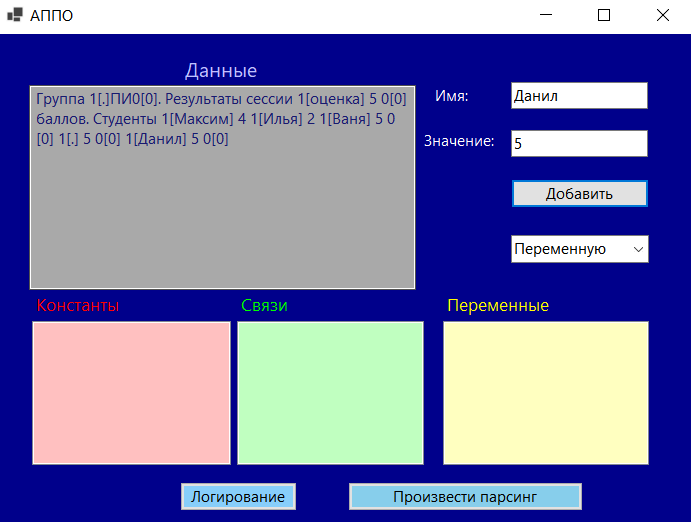 АППО
Данные
Группа 1[.]ПИ0[0]. Результаты сессии 1[оценка] 5 0[0]
баллов. Студенты 1[Максим] 4 1[Илья] 2 1[Ваня] 5 0
[0] 1[.] 5 0[0] 1[Данил] 5 0[0]
Имя:
Данил
Значение:
5
Добавить
Переменную
Константы
Связи
Переменные
Логирование
Произвести парсинг